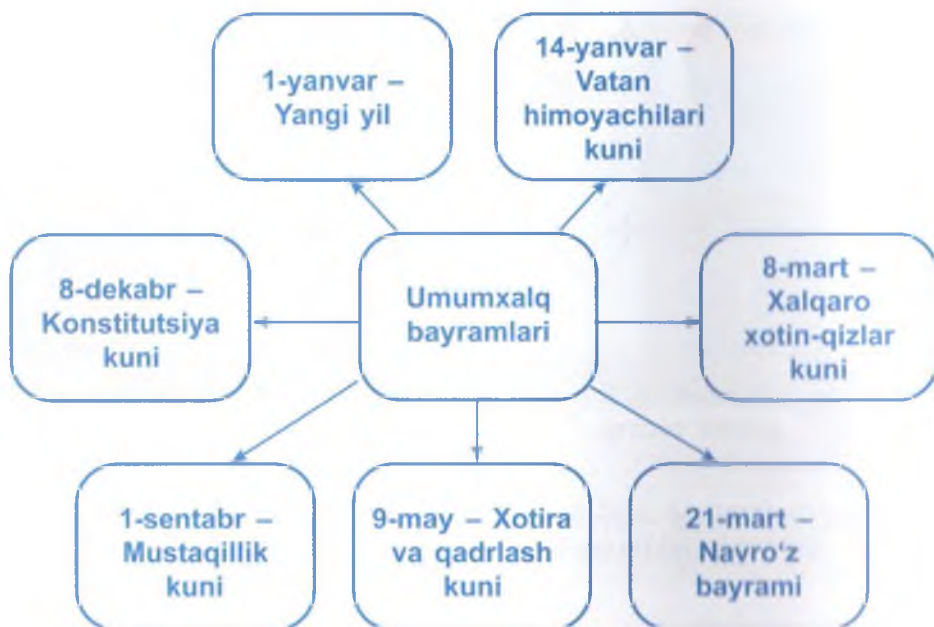 1-yanvar –
Yangi yil
14-yanvar –
Vatan
himoyachilari
kuni
8-dekabr –
Konstitutsiya
kuni
Umumxalq
bayramlari
8-mart –
Xalqaro
xotin-qizlar
kuni
1-sentabr –
Mustaqillik
kuni
9-may – Xotira
va qadrlash
kuni
21-mart –
Navro‘z
bayrami